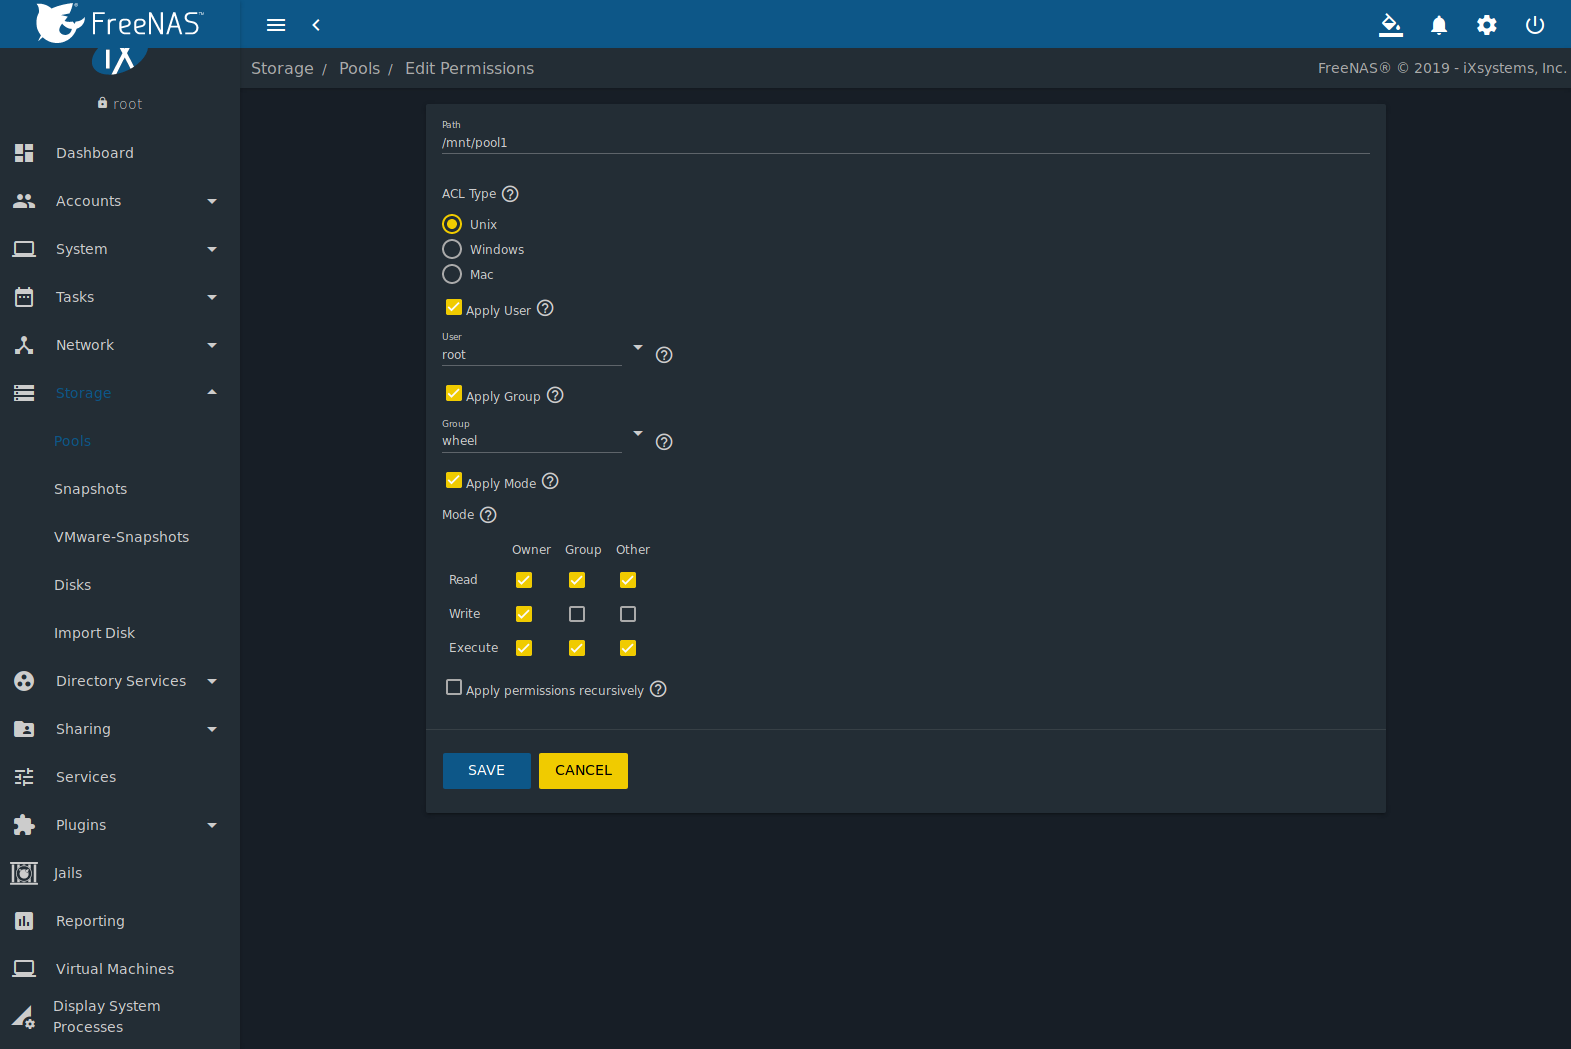 FreeNAS™
iX
Storage / Pools / Edit Permissions
FreeNAS® © 2019 - iXsystems, Inc.
root
Dashboard
Accounts
System
Tasks
Network
Storage
Pools
Snapshots
VMware-Snapshots
Disks
Import Disk
Directory Services
Sharing
Services
Plugins
Jails
Reporting
Virtual Machines
Display System
Processes
Path
/mnt/pool1
ACL Type
Unix
Windows
Mac
Apply User
User
root
Apply Group
Group
wheel
Apply Mode
Mode
Owner Group Other
Read
Write
Execute
Apply permissions recursively
SAVE CANCEL